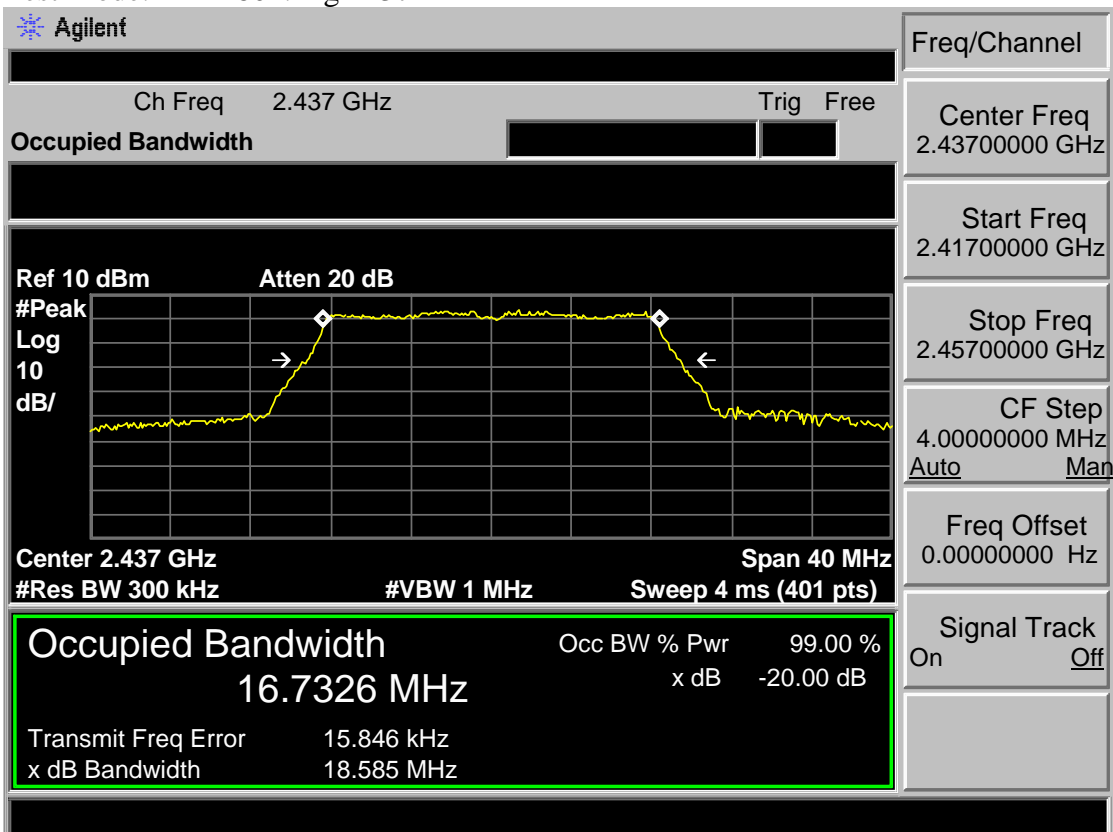 Agilent
Freq/Channel
Ch Freq 2.437 GHz Trig Free
Occupied Bandwidth
Center Freq
2.43700000 GHz
Start Freq
2.41700000 GHz
Stop Freq
2.45700000 GHz
CF Step
4.00000000 MHz
Auto Man
Freq Offset
0.00000000 Hz
Signal Track
On Off
Ref 10 dBm Atten 20 dB
#Peak
Log
10
dB/
Center 2.437 GHz Span 40 MHz
#Res BW 300 kHz #VBW 1 MHz Sweep 4 ms (401 pts)
Occupied Bandwidth Occ BW % Pwr 99.00 %
16.7326 MHz x dB -20.00 dB
Transmit Freq Error 15.846 kHz
x dB Bandwidth 18.585 MHz